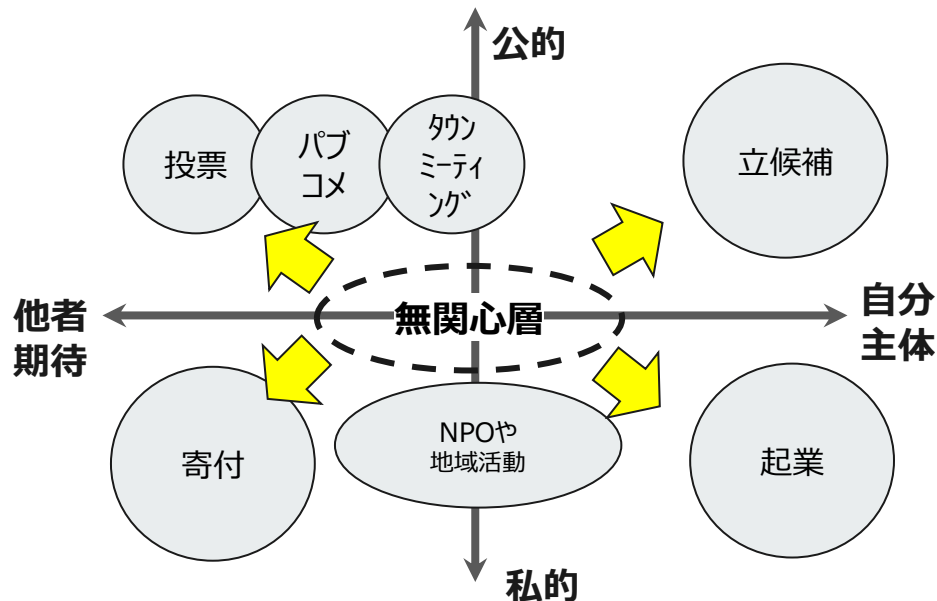 公的
投票
パブ
コメ
タウン
ミーティ
ング
立候補
他者
期待
無関心層
自分
主体
寄付
NPOや
地域活動
起業
私的